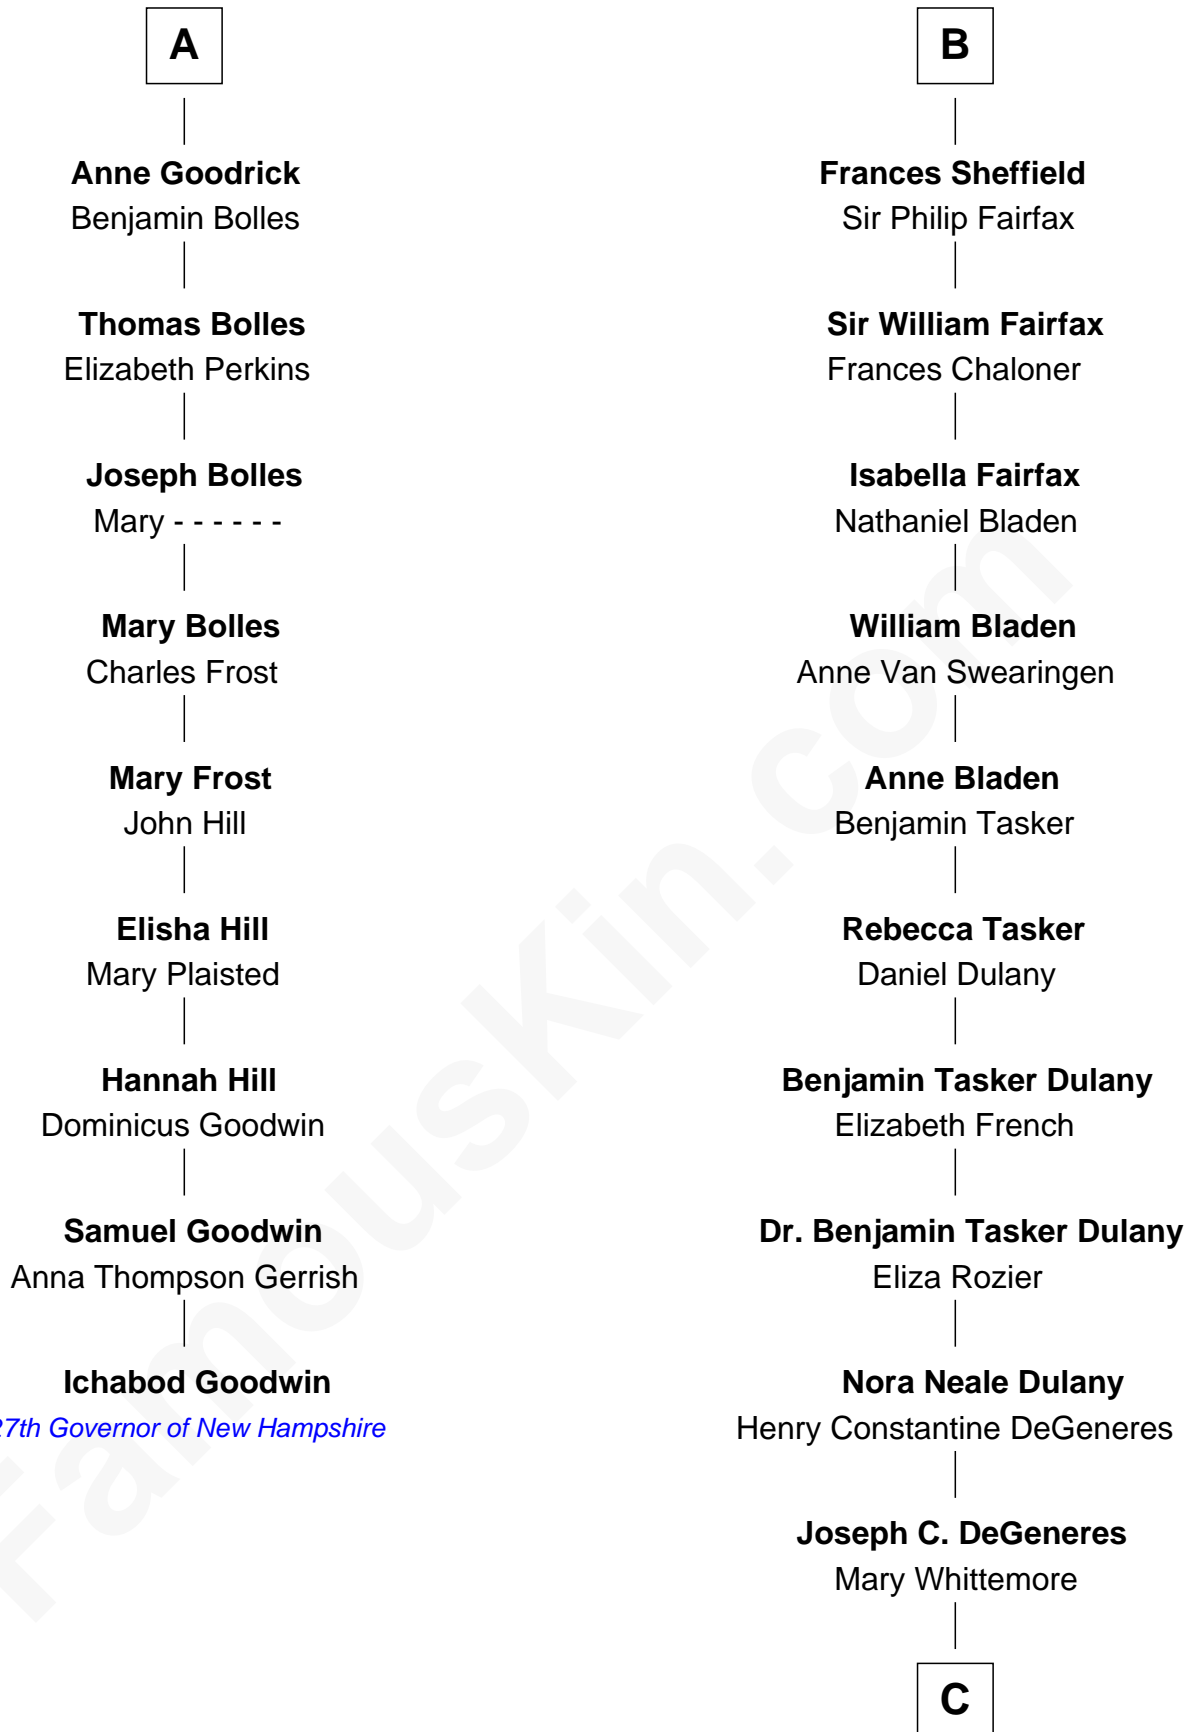 A
Anne Goodrick
Benjamin Bolles
Thomas Bolles
Elizabeth Perkins
Joseph Bolles
Mary - - - - - -
Mary Bolles
Charles Frost
Mary Frost
John Hill
Elisha Hill
Mary Plaisted
Hannah Hill
Dominicus Goodwin
Samuel Goodwin
Anna Thompson Gerrish
Ichabod Goodwin
27th Governor of New Hampshire
B
Frances Sheffield
Sir Philip Fairfax
Sir William Fairfax
Frances Chaloner
Isabella Fairfax
Nathaniel Bladen
William Bladen
Anne Van Swearingen
Anne Bladen
Benjamin Tasker
Rebecca Tasker
Daniel Dulany
Benjamin Tasker Dulany
Elizabeth French
Dr. Benjamin Tasker Dulany
Eliza Rozier
Nora Neale Dulany
Henry Constantine DeGeneres
Joseph C. DeGeneres
Mary Whittemore
C
FamousKin.com